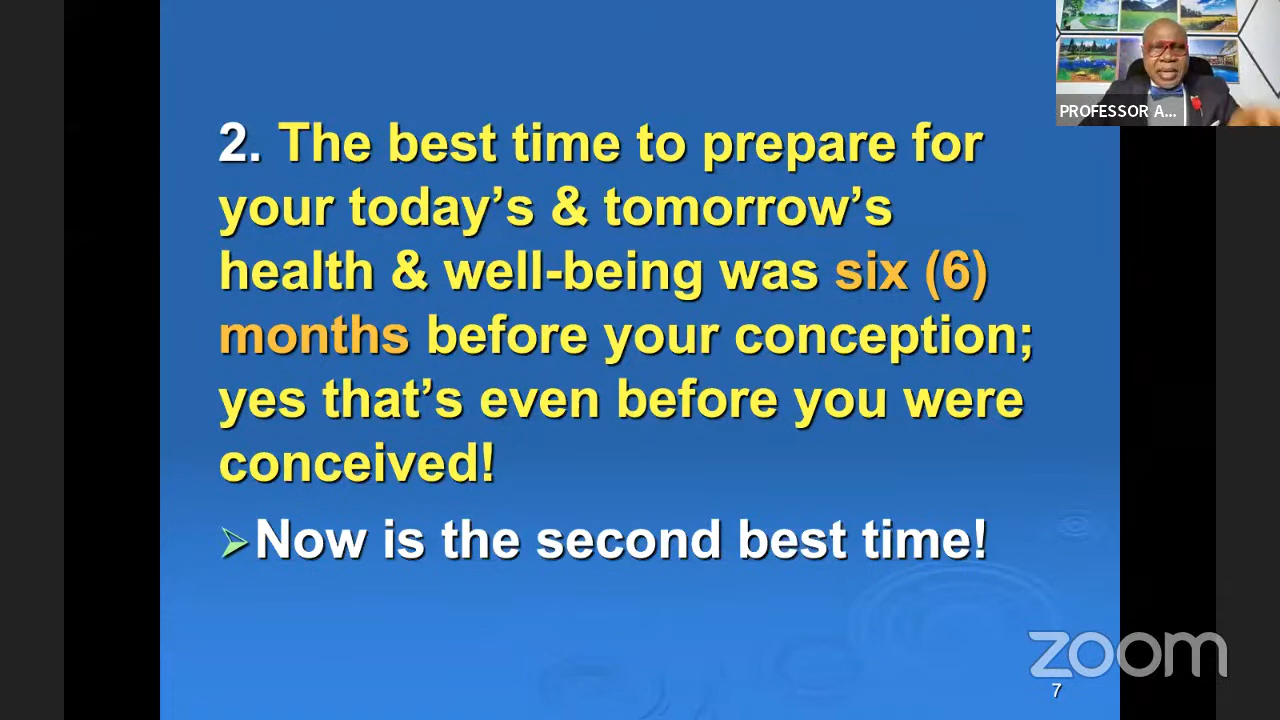 PROFESSOR A...
2. The best time to prepare for
your today’s & tomorrow’s
health & well-being was six (6)
months before your conception;
yes that’s even before you were
conceived!
Now is the second best time!
zoom
7